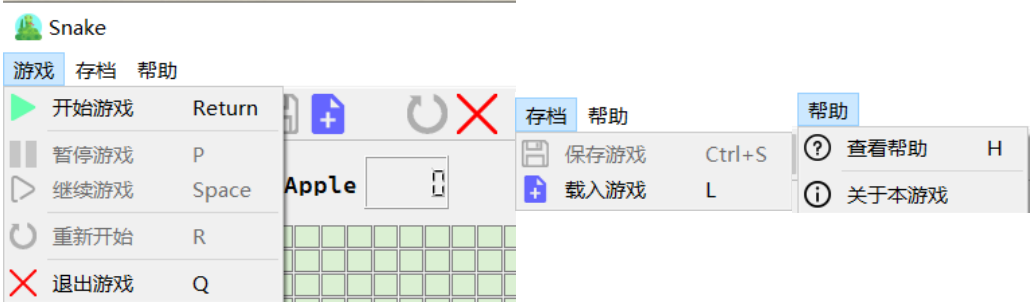 Snake
游戏 存档 帮助
开始游戏 Return
暂停游戏 P
继续游戏 Space
重新开始 R
退出游戏 Q
Apple 0
存档 帮助
保存游戏 Ctrl+S
载入游戏 L
帮助
查看帮助 H
关于本游戏